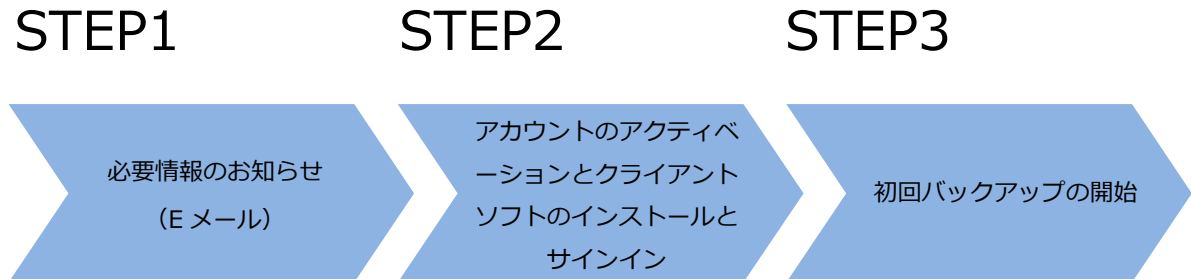 STEP1
STEP2
STEP3
必要情報のお知らせ
（E メール）
アカウントのアクティベ
ーションとクライアント
ソフトのインストールと
サインイン
初回バックアップの開始